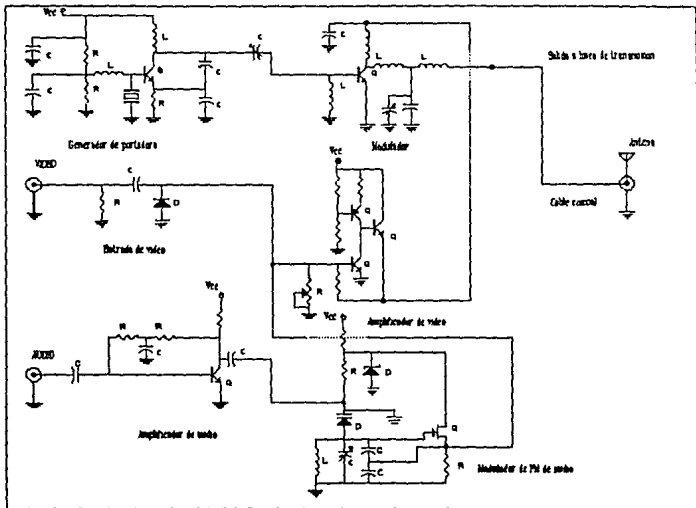 Vcc
C
R
L
C
L
C
C
R
Q
R
C
C
L
Q
L
L
C
Salida a linea de transmision
Generador de portadora
Modulador
Antena
VIDEO
C
R
D
Vcc
Q
Q
Q
Cable coaxial
Entrada de video
R
Amplificador de video
Vcc
R
R
C
C
Q
AUDIO
C
Vcc
R
D
D
Q
L
C
C
C
R
Amplificador de audio
Modulador de FM de audio